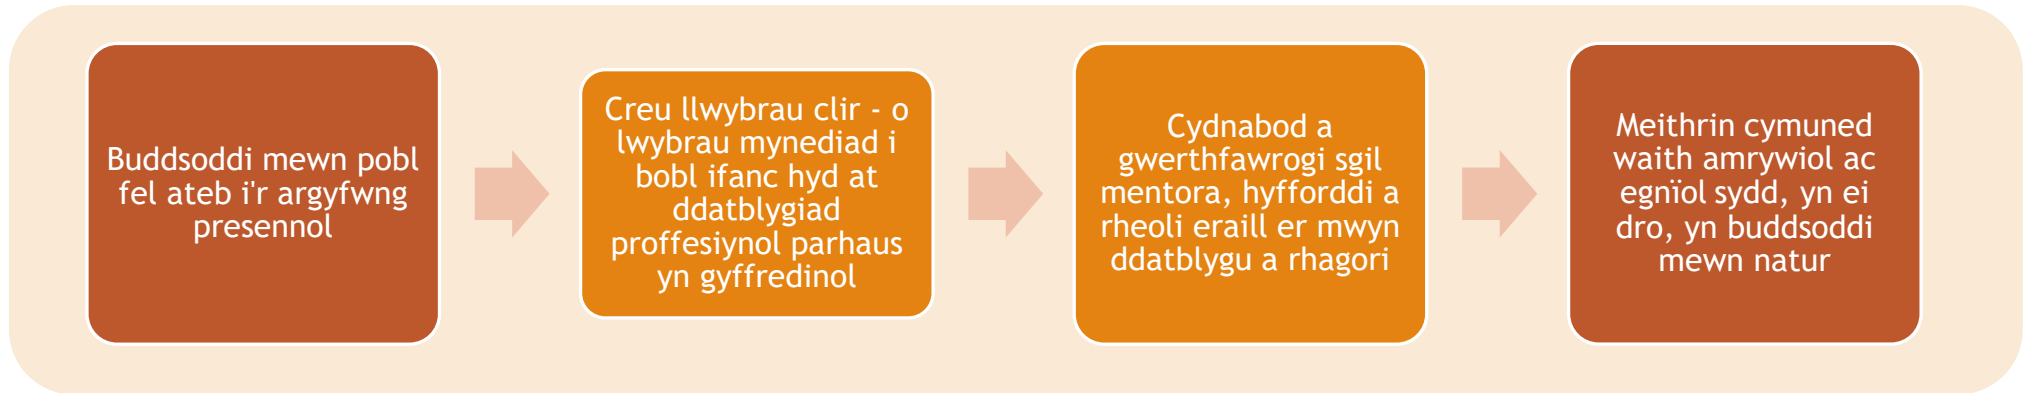 Buddsoddi mewn pobl
fel ateb i'r argyfwng
presennol
Creu llwybrau clir - o
lwybrau mynediad i
bobl ifanc hyd at
ddatblygiad
proffesiynol parhaus
yn gyffredinol
Cydnabod a
gwerthfawrogi sgil
mentora, hyfforddi a
rheoli eraill er mwyn
ddatblygu a rhagori
Meithrin cymuned
waith amrywiol ac
egnïol sydd, yn ei
dro, yn buddsoddi
mewn natur